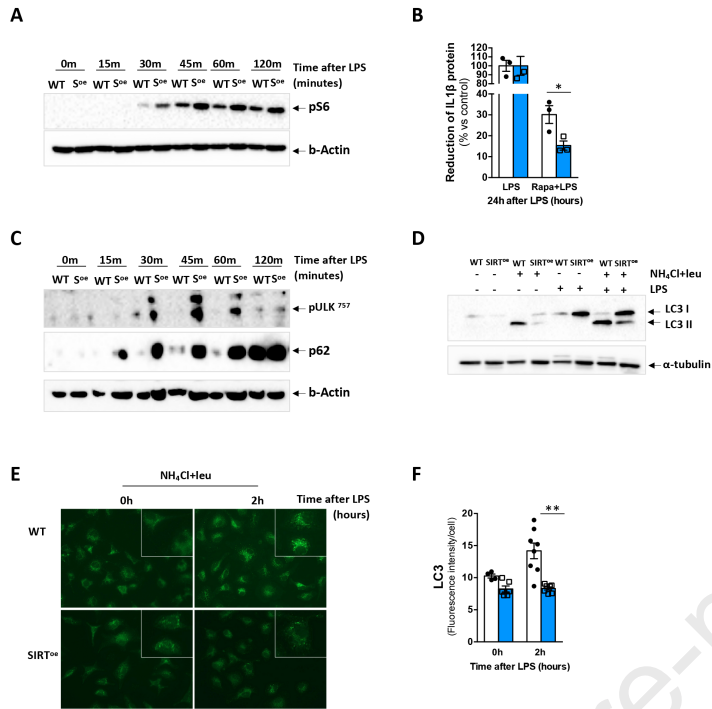 A
0m 15m 30m 45m 60m 120m Time after LPS
WT Sᵒᵉ WT Sᵒᵉ WT Sᵒᵉ WT Sᵒᵉ WT Sᵒᵉ WT Sᵒᵉ (minutes)
pS6
b-Actin
B
Reduction of IL1β protein
(% vs control)
120
110
100
90
80
40
30
20
10
0
*
LPS Rapa+LPS
24h after LPS (hours)
C
0m 15m 30m 45m 60m 120m Time after LPS
WT Sᵒᵉ WT Sᵒᵉ WT Sᵒᵉ WT Sᵒᵉ WT Sᵒᵉ WT Sᵒᵉ (minutes)
pULK ⁷⁵⁷
p62
b-Actin
D
WT SIRTᵒᵉ WT SIRTᵒᵉ WT SIRTᵒᵉ WT SIRTᵒᵉ
- - + + - - + + NH₄Cl+leu
- - - - + + + + LPS
LC3 I
LC3 II
α-tubulin
E
NH₄Cl+leu
0h 2h Time after LPS
(hours)
WT
SIRTᵒᵉ
F
LC3
(Fluorescence intensity/cell)
20
15
10
5
0
**
0h 2h
Time after LPS (hours)
re-p